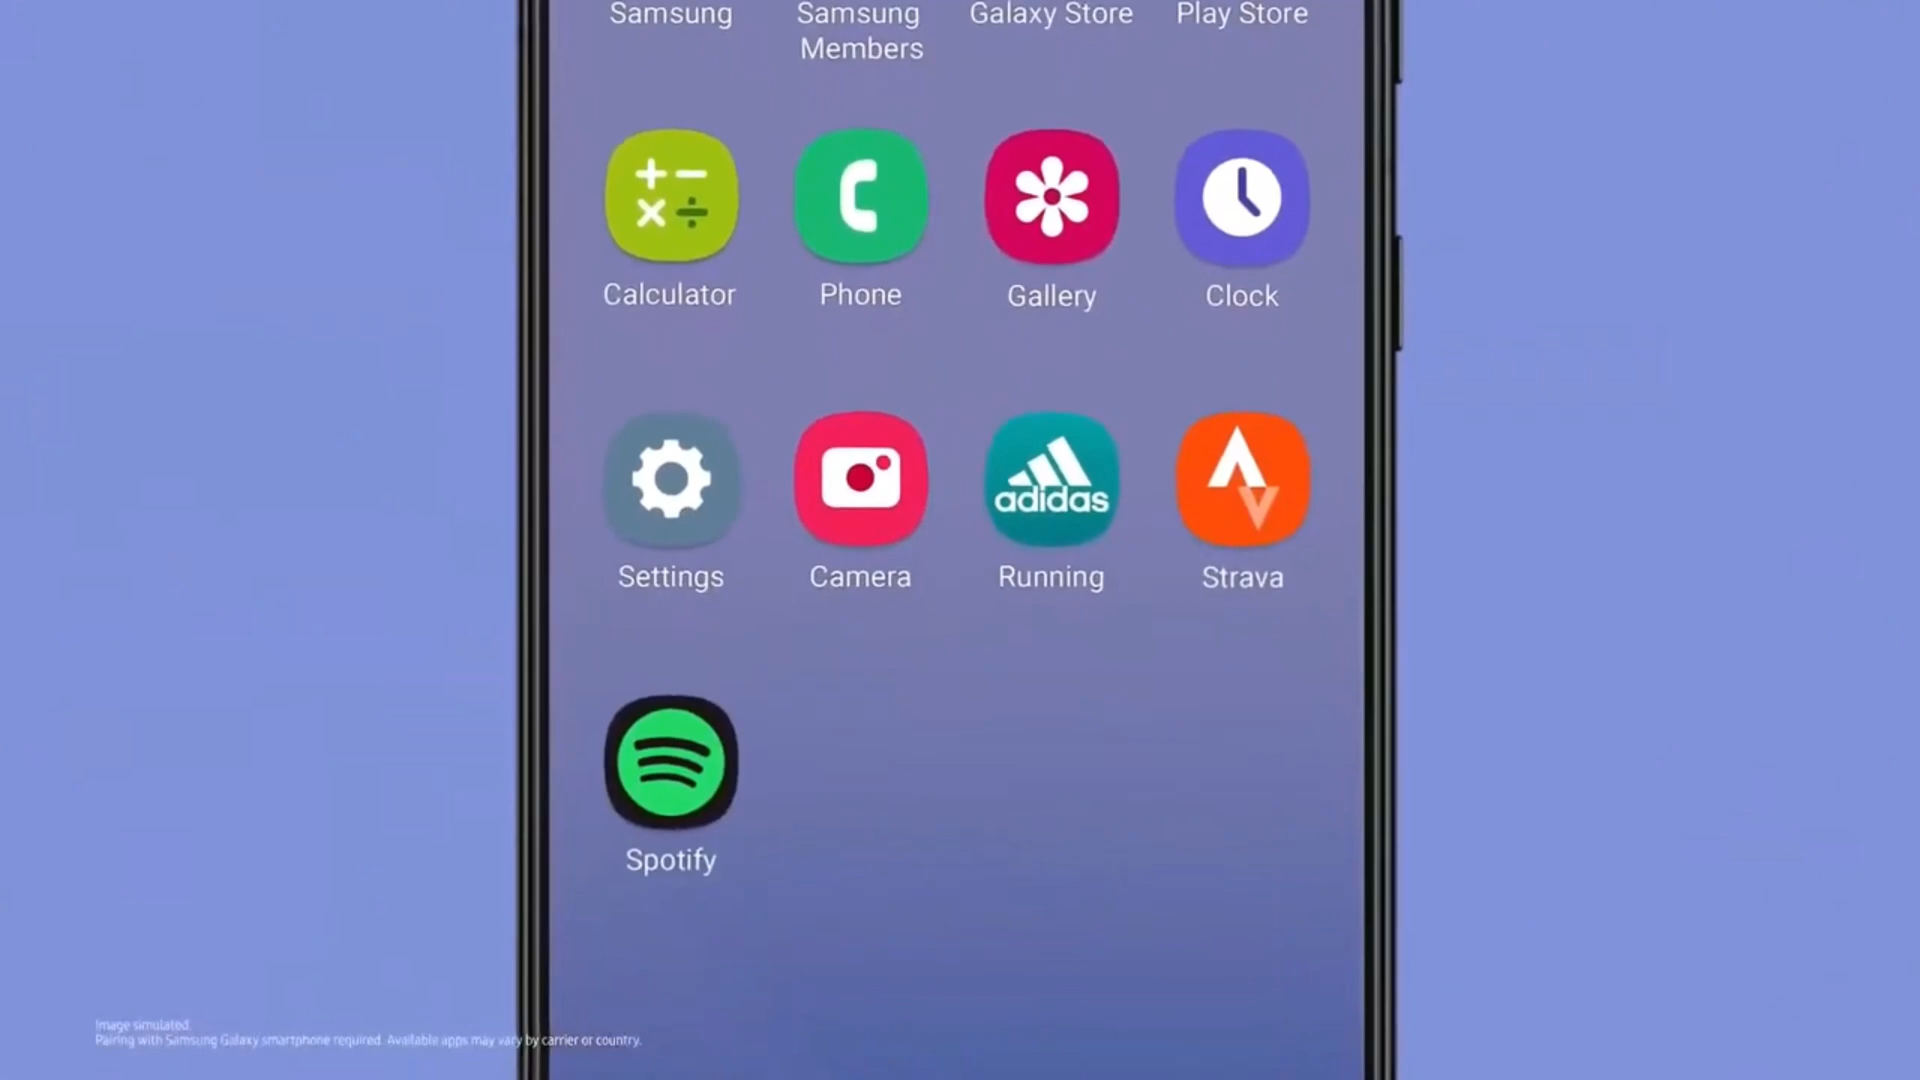 Samsung
Samsung
Members
Galaxy Store
Play Store
Calculator
Phone
Gallery
Clock
Settings
Camera
adidas
Running
Strava
Spotify
Image simulated.
Pairing with Samsung Galaxy smartphone required. Available apps may vary by carrier or country.